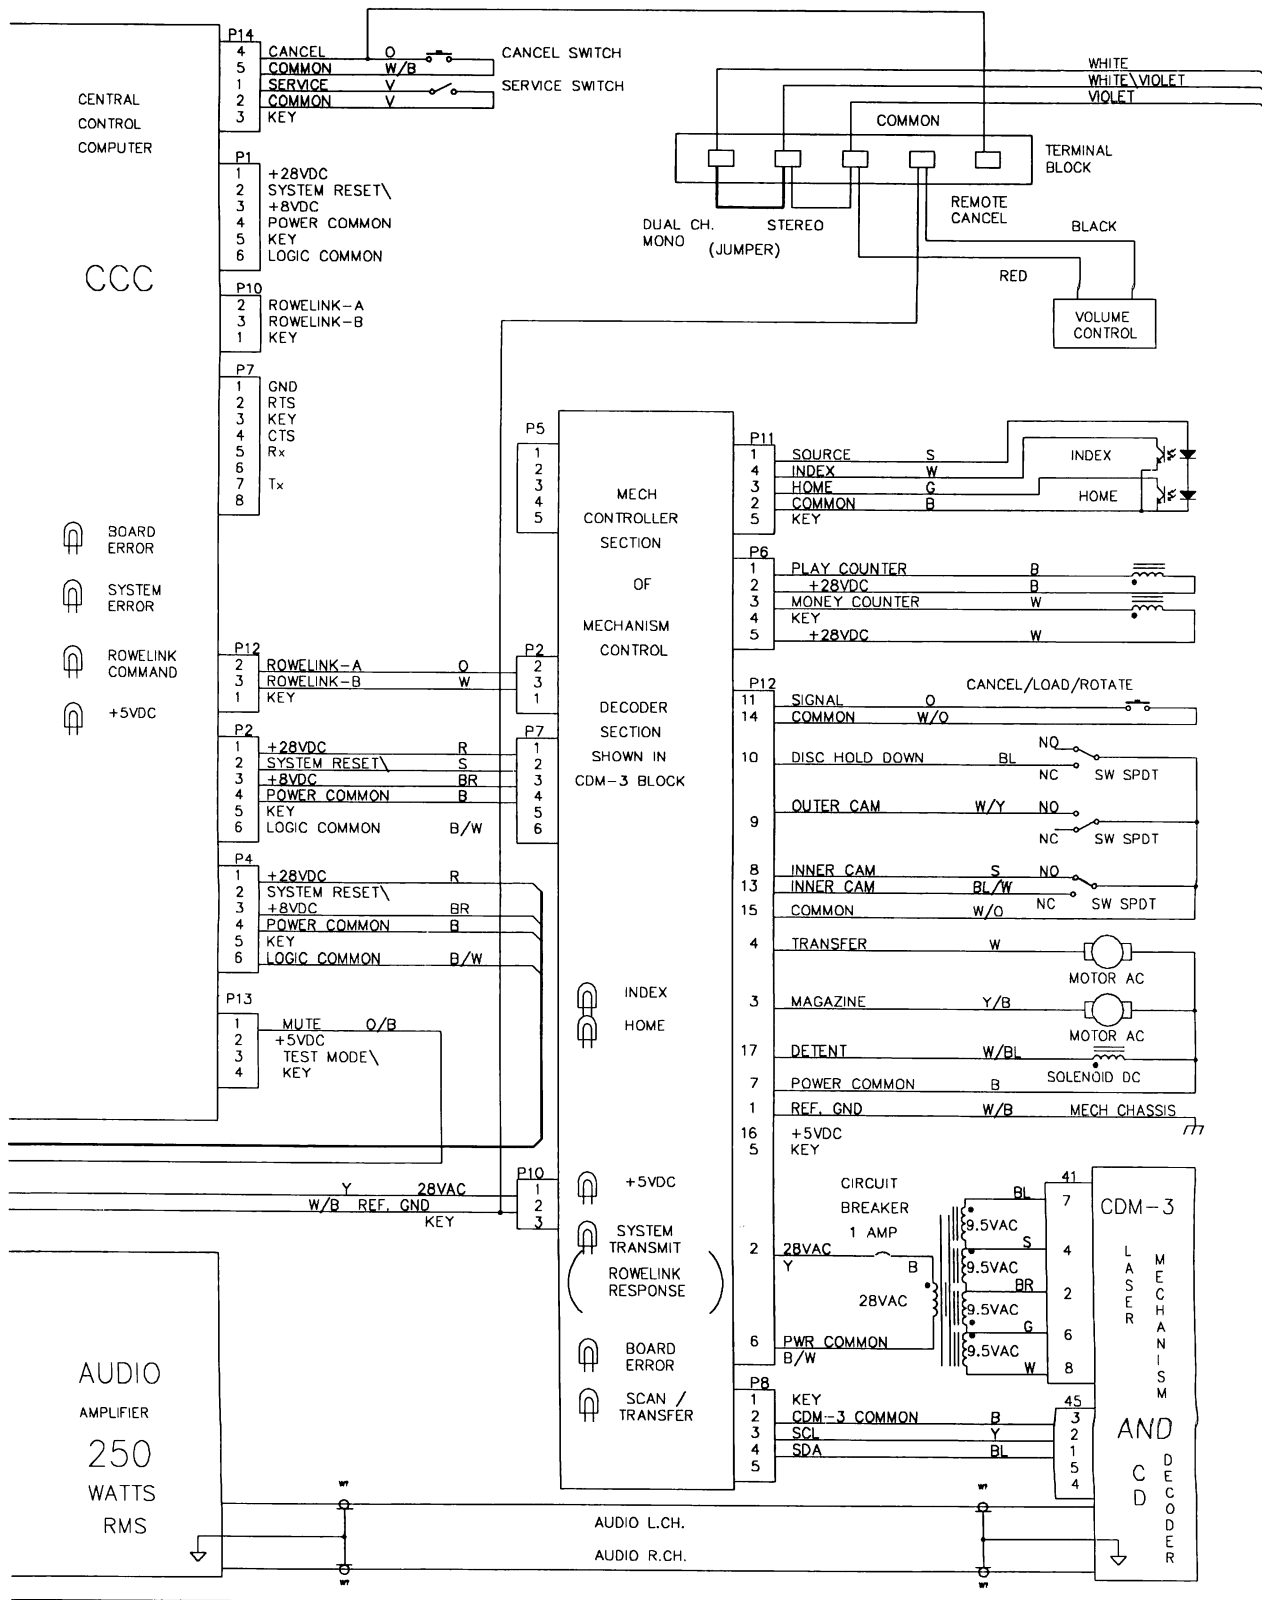 P14
4 CANCEL O
5 COMMON W/B
1 SERVICE V
2 COMMON V
3 KEY
CANCEL SWITCH
SERVICE SWITCH
CENTRAL
CONTROL
COMPUTER
CCC
WHITE
WHITE\VIOLET
VIOLET
COMMON
TERMINAL
BLOCK
DUAL CH.
MONO
STEREO
(JUMPER)
REMOTE
CANCEL
BLACK
RED
VOLUME
CONTROL
P1
1 +28VDC
2 SYSTEM RESET\
3 +8VDC
4 POWER COMMON
5 KEY
6 LOGIC COMMON
P10
2 ROWELINK-A
3 ROWELINK-B
1 KEY
P7
1 GND
2 RTS
3 KEY
4 CTS
5 Rx
6
7 Tx
8
BOARD
ERROR
SYSTEM
ERROR
ROWELINK
COMMAND
+5VDC
P12
2 ROWELINK-A O
3 ROWELINK-B W
1 KEY
P2
1 +28VDC R
2 SYSTEM RESET\ S
3 +8VDC BR
4 POWER COMMON B
5 KEY
6 LOGIC COMMON B/W
P4
1 +28VDC R
2 SYSTEM RESET\
3 +8VDC BR
4 POWER COMMON B
5 KEY
6 LOGIC COMMON B/W
P13
1 MUTE O/B
2 +5VDC
3 TEST MODE\
4 KEY
P5
1
2
3
4
5
P2
2
3
1
P7
1
2
3
4
5
6
Y 28VAC
W/B REF. GND
KEY
P10
1
2
3
MECH
CONTROLLER
SECTION
OF
MECHANISM
CONTROL
DECODER
SECTION
SHOWN IN
CDM-3 BLOCK
INDEX
HOME
+5VDC
SYSTEM
TRANSMIT
(ROWELINK
RESPONSE)
BOARD
ERROR
SCAN /
TRANSFER
P11
1 SOURCE S
4 INDEX W
3 HOME G
2 COMMON B
5 KEY
INDEX
HOME
P6
1 PLAY COUNTER B
2 +28VDC B
3 MONEY COUNTER W
4 KEY
5 +28VDC W
P12
CANCEL/LOAD/ROTATE
11 SIGNAL O
14 COMMON W/O
10 DISC HOLD DOWN BL
NO
NC SW SPDT
9 OUTER CAM W/Y NO
NC SW SPDT
8 INNER CAM S NO
13 INNER CAM BL/W
NC SW SPDT
15 COMMON W/O
4 TRANSFER W
MOTOR AC
3 MAGAZINE Y/B
MOTOR AC
17 DETENT W/BL
SOLENOID DC
7 POWER COMMON B
1 REF. GND W/B MECH CHASSIS
16 +5VDC
5 KEY
CIRCUIT
BREAKER
1 AMP
2 28VAC
Y B
28VAC
6 PWR COMMON
B/W
9.5VAC
9.5VAC
9.5VAC
9.5VAC
41
BL 7
S 4
BR 2
G 6
W 8
P8
1 KEY
2 CDM-3 COMMON B
3 SCL Y
4 SDA BL
5
45
3
2
1
5
4
CDM-3
LASER
MECHANISM
AND
CD
DECODER
AUDIO
AMPLIFIER
250
WATTS
RMS
W?
W?
AUDIO L.CH.
AUDIO R.CH.
W?
W?